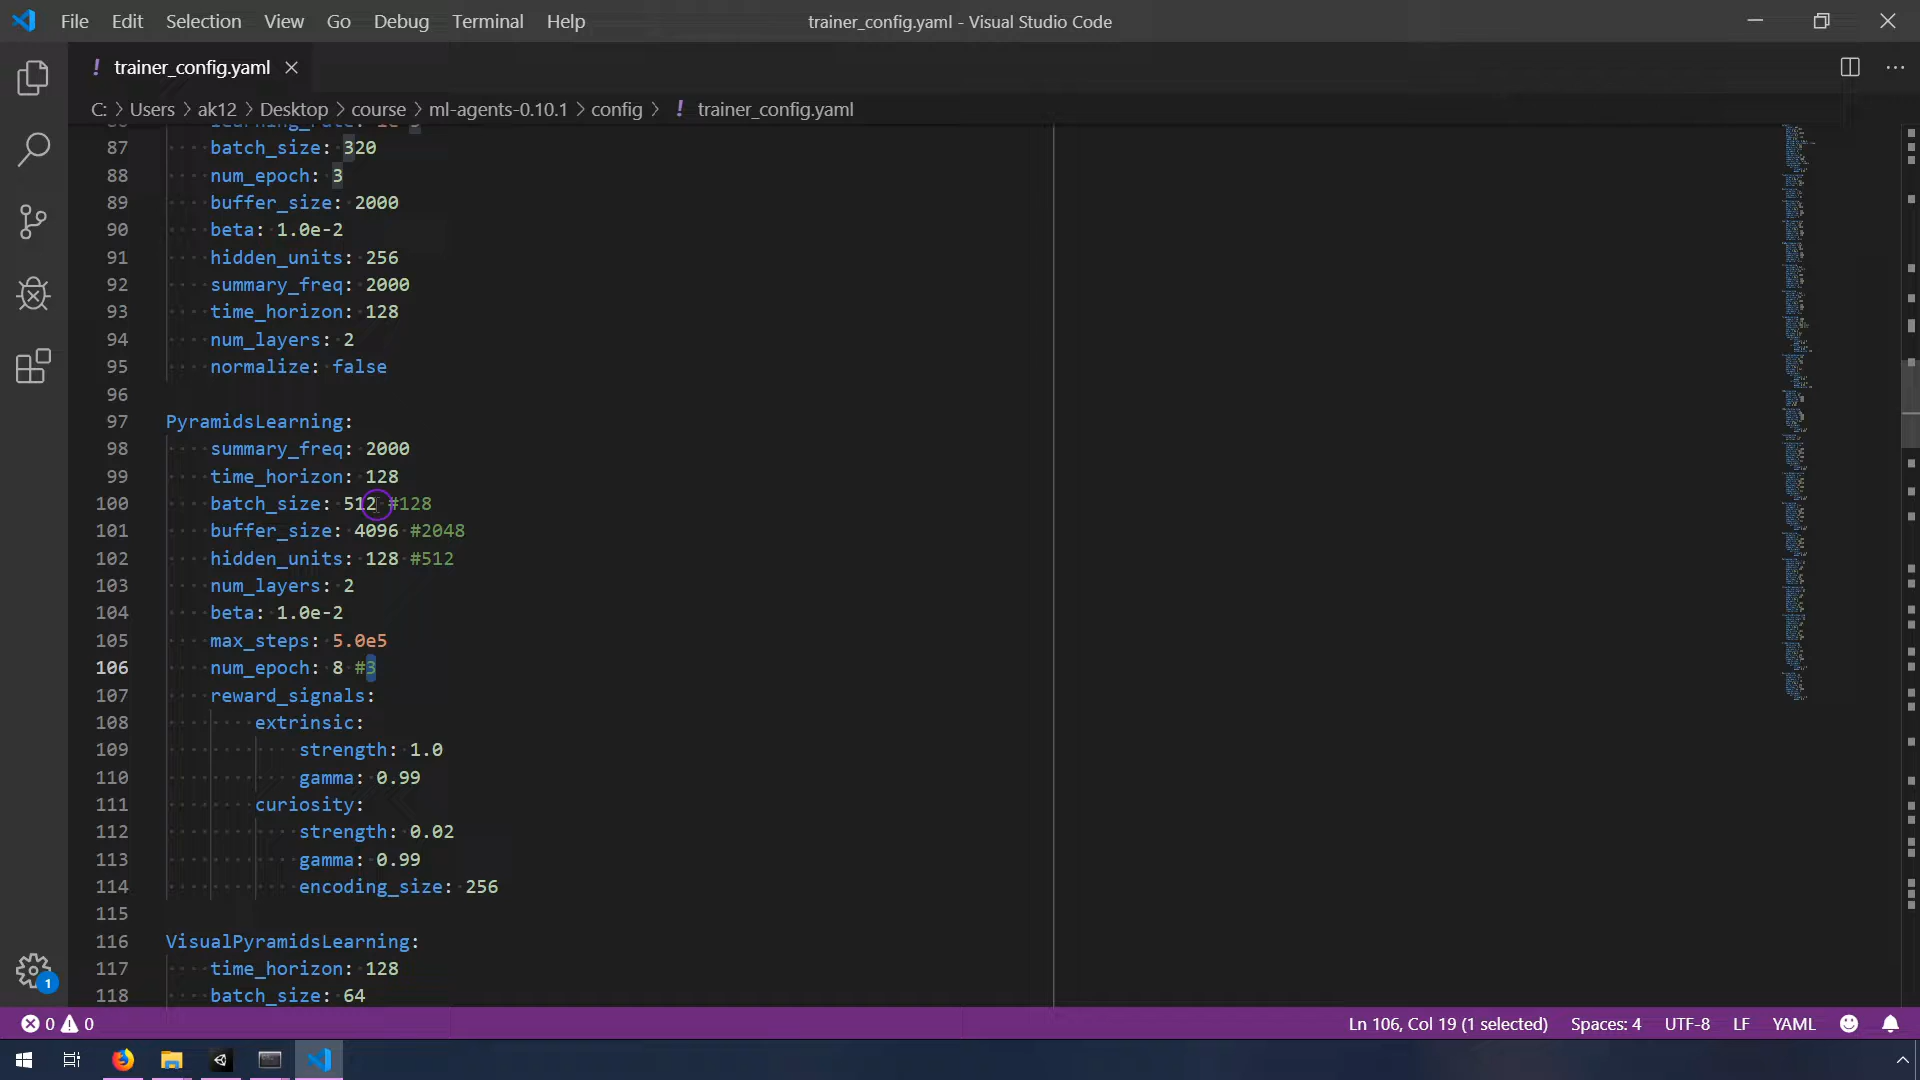 File Edit Selection View Go Debug Terminal Help trainer_config.yaml - Visual Studio Code
! trainer_config.yaml
C: > Users > ak12 > Desktop > course > ml-agents-0.10.1 > config > ! trainer_config.yaml
87 batch_size: 320
88 num_epoch: 3
89 buffer_size: 2000
90 beta: 1.0e-2
91 hidden_units: 256
92 summary_freq: 2000
93 time_horizon: 128
94 num_layers: 2
95 normalize: false
96
97 PyramidsLearning:
98 summary_freq: 2000
99 time_horizon: 128
100 batch_size: 512 #128
101 buffer_size: 4096 #2048
102 hidden_units: 128 #512
103 num_layers: 2
104 beta: 1.0e-2
105 max_steps: 5.0e5
106 num_epoch: 8 #3
107 reward_signals:
108 extrinsic:
109 strength: 1.0
110 gamma: 0.99
111 curiosity:
112 strength: 0.02
113 gamma: 0.99
114 encoding_size: 256
115
116 VisualPyramidsLearning:
117 time_horizon: 128
118 batch_size: 64
1
0 0 Ln 106, Col 19 (1 selected) Spaces: 4 UTF-8 LF YAML